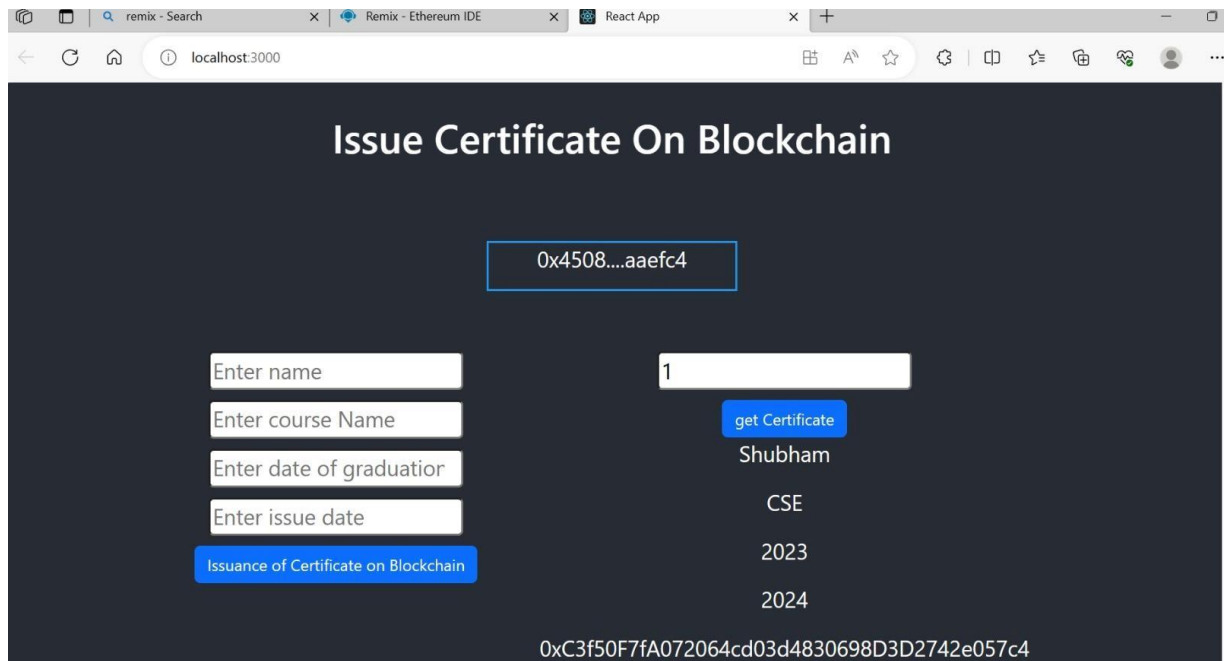 remix - Search
Remix - Ethereum IDE
React App
localhost:3000
Issue Certificate On Blockchain
0x4508....aaefc4
Enter name
Enter course Name
Enter date of graduation
Enter issue date
Issuance of Certificate on Blockchain
1
get Certificate
Shubham
CSE
2023
2024
0xC3f50F7fA072064cd03d4830698D3D2742e057c4